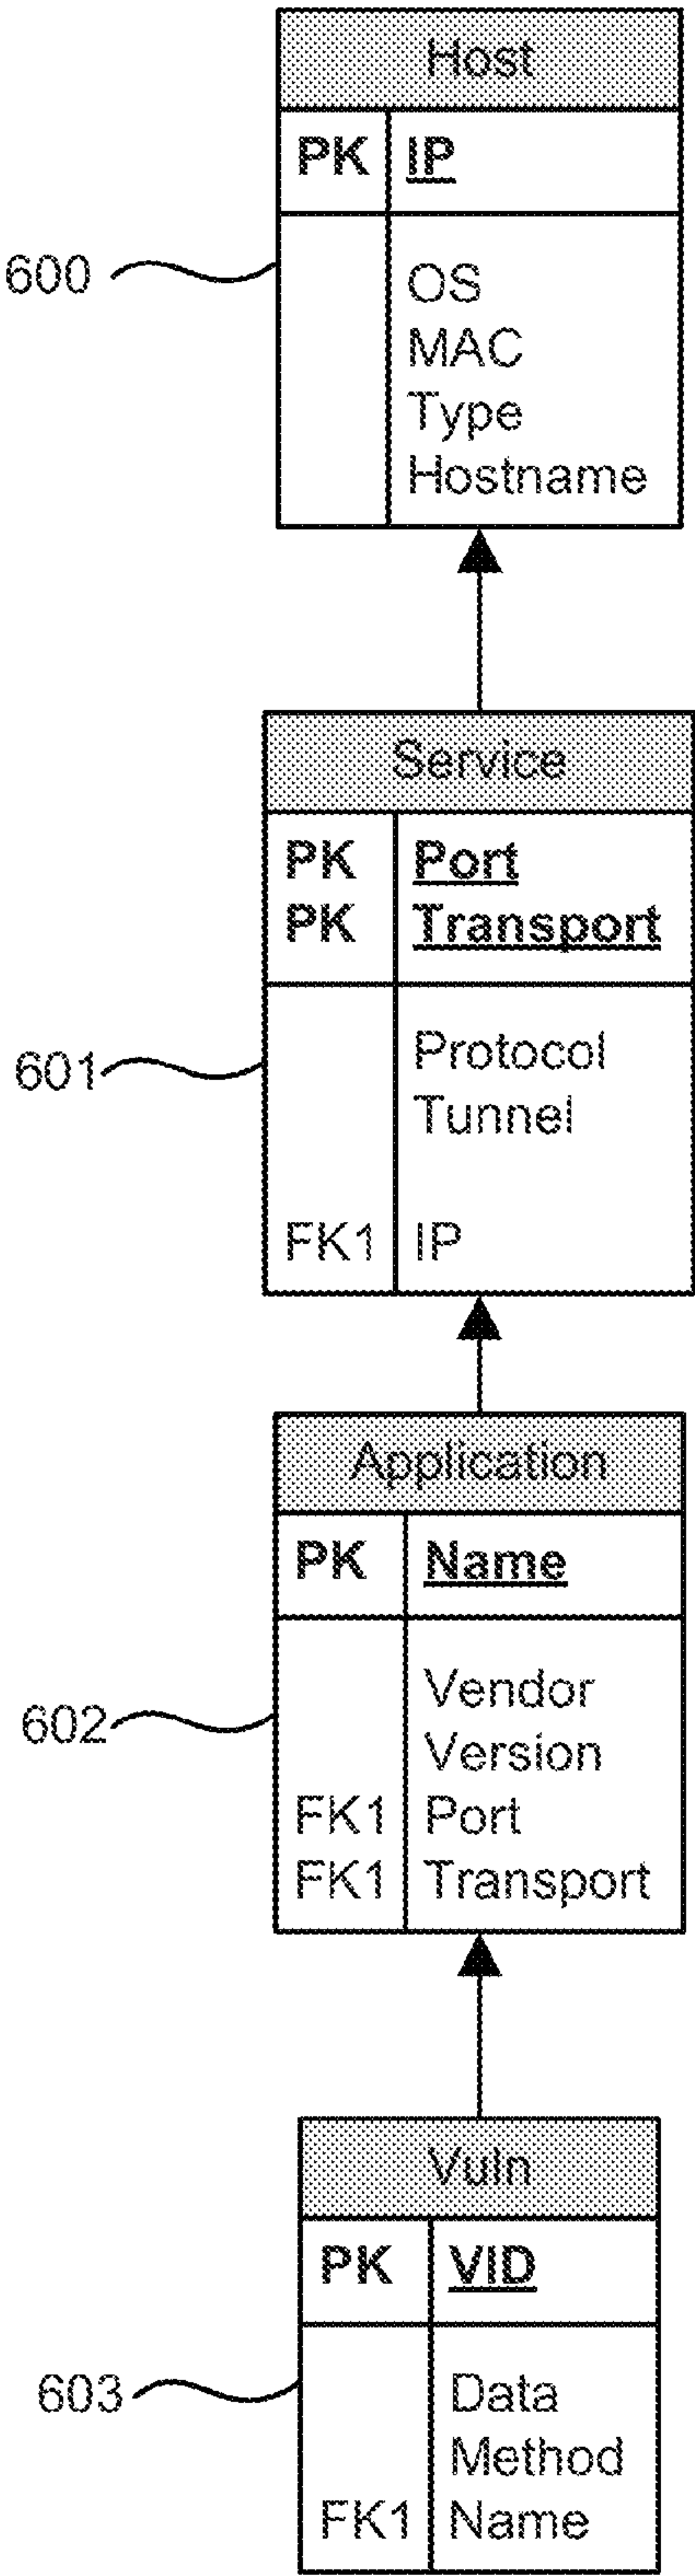 Host
PK IP
600
OS
MAC
Type
Hostname
Service
PK Port
PK Transport
601
Protocol
Tunnel
FK1 IP
Application
PK Name
602
Vendor
Version
FK1 Port
FK1 Transport
Vuln
PK VID
603
Data
Method
FK1 Name